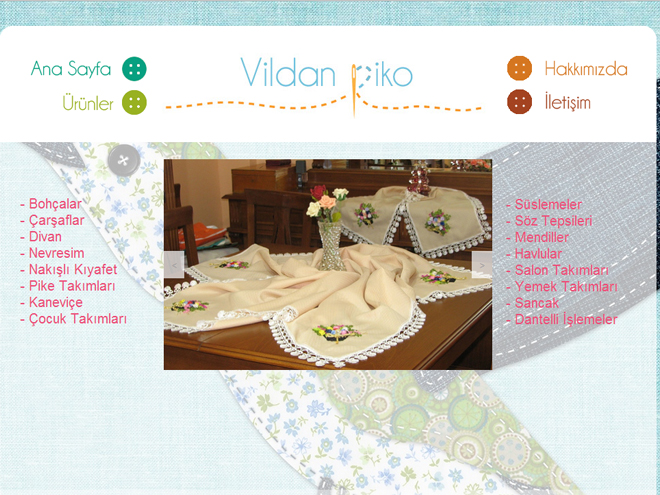 Ana Sayfa
Ürünler
Vildan Piko
Hakkımızda
İletişim
- Bohçalar
- Çarşaflar
- Divan
- Nevresim
- Nakışlı Kıyafet
- Pike Takımları
- Kaneviçe
- Çocuk Takımları
- Süslemeler
- Söz Tepsileri
- Mendiller
- Havlular
- Salon Takımları
- Yemek Takımları
- Sancak
- Dantelli İşlemeler